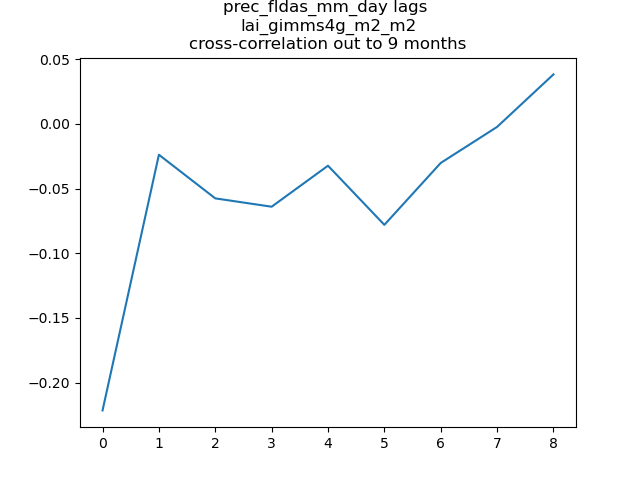 prec_fldas_mm_day lags
lai_gimms4g_m2_m2
cross-correlation out to 9 months
0.05
0.00
−0.05
−0.10
−0.15
−0.20
0 1 2 3 4 5 6 7 8